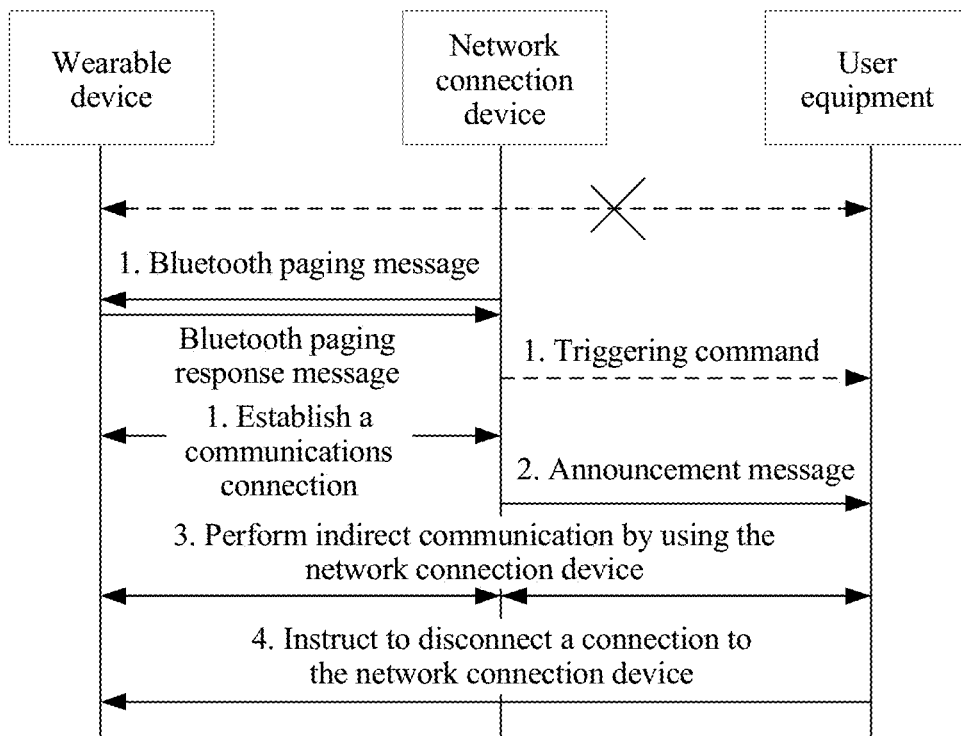 Wearable
device
Network
connection
device
User
equipment
1. Bluetooth paging message
Bluetooth paging
response message
1. Triggering command
1. Establish a
communications
connection
2. Announcement message
3. Perform indirect communication by using the
network connection device
4. Instruct to disconnect a connection to
the network connection device